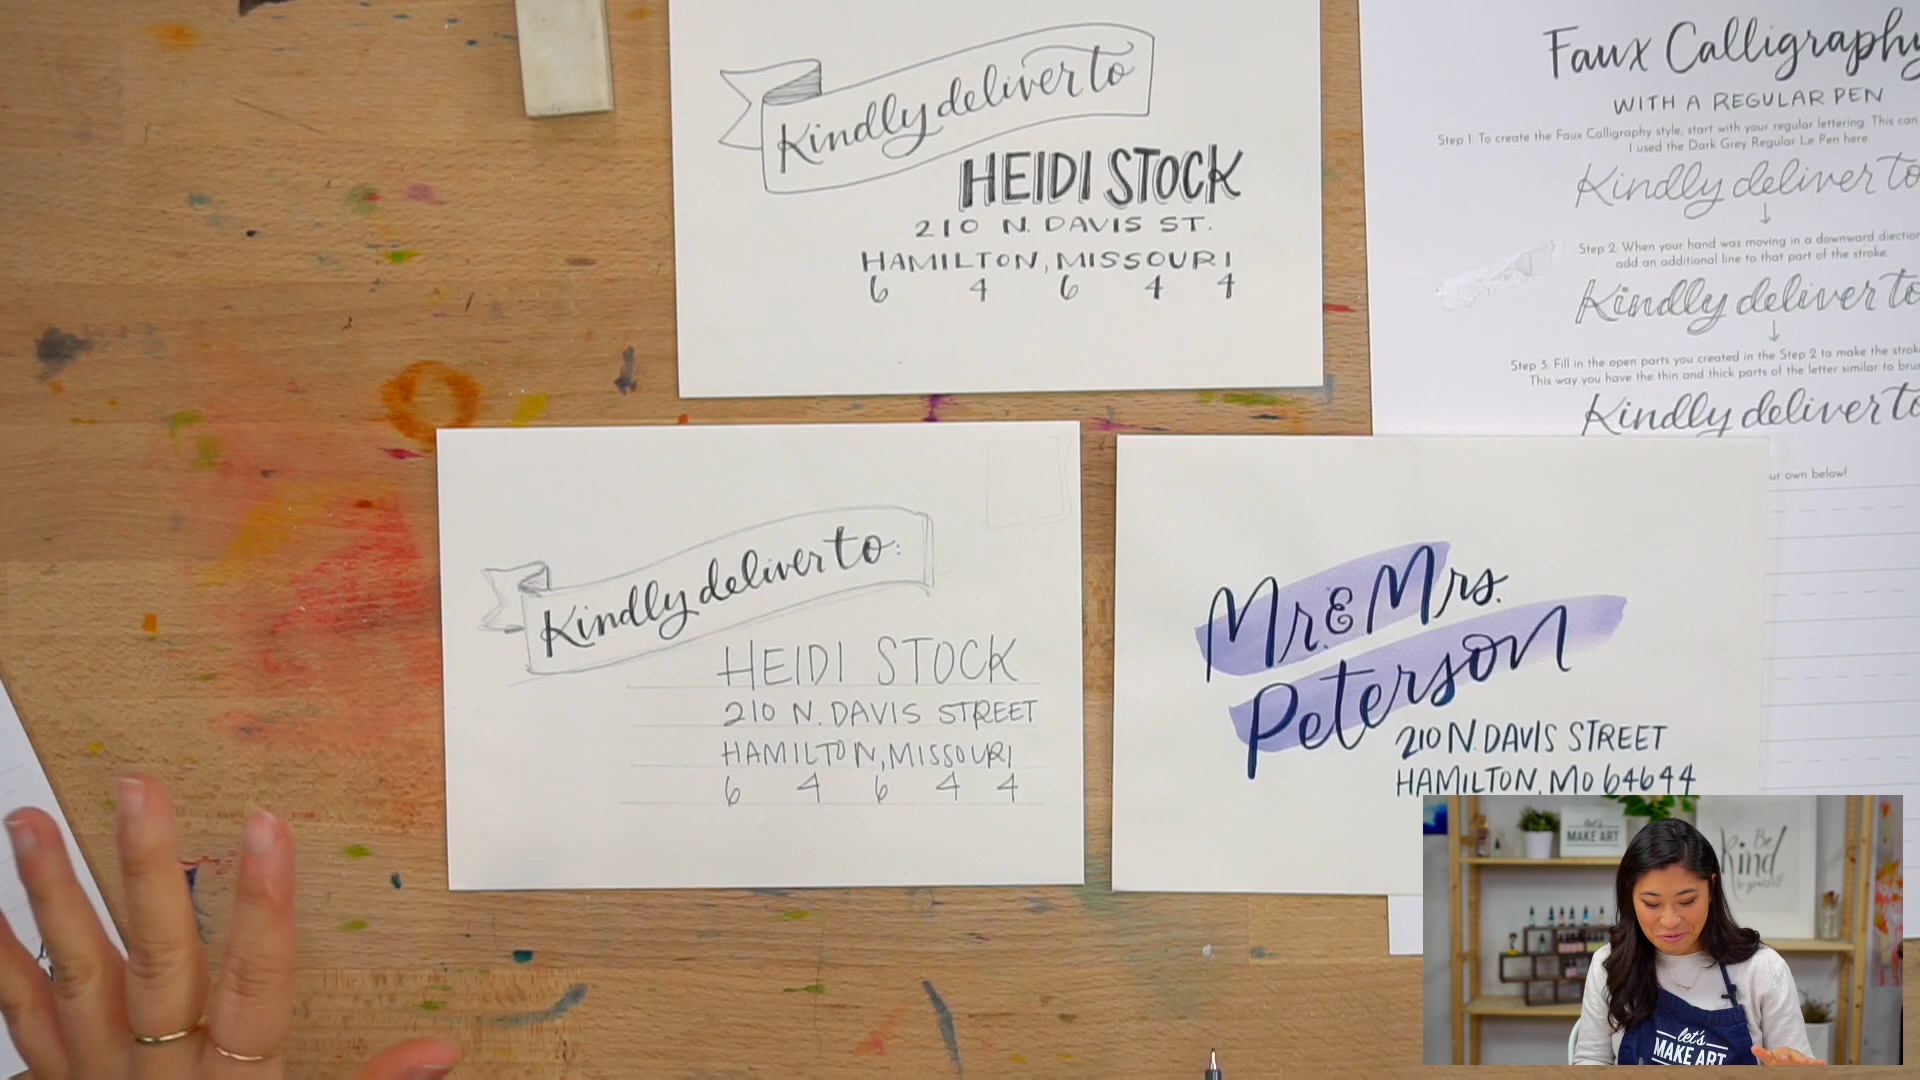 Kindly deliver to
HEIDI STOCK
210 N. DAVIS ST.
HAMILTON, MISSOURI
6 4 6 4 4
Faux Calligraphy
WITH A REGULAR PEN
Step 1: To create the Faux Calligraphy style, start with your regular lettering. This can
I used the Dark Grey Regular Le Pen here.
Kindly deliver to
Step 2: When your hand was moving in a downward diection
add an additional line to that part of the stroke.
Kindly deliver to
Step 3: Fill in the open parts you created in the Step 2 to make the
This way you have the thin and thick parts of the letter similar to
Kindly deliver to
own below!
Kindly deliver to:
HEIDI STOCK
210 N. DAVIS STREET
HAMILTON, MISSOURI
6 4 6 4 4
Mr. & Mrs.
Peterson
210 N. DAVIS STREET
HAMILTON, MO 64644
let's
MAKE ART
Be
kind
to yourself
let's
MAKE ART